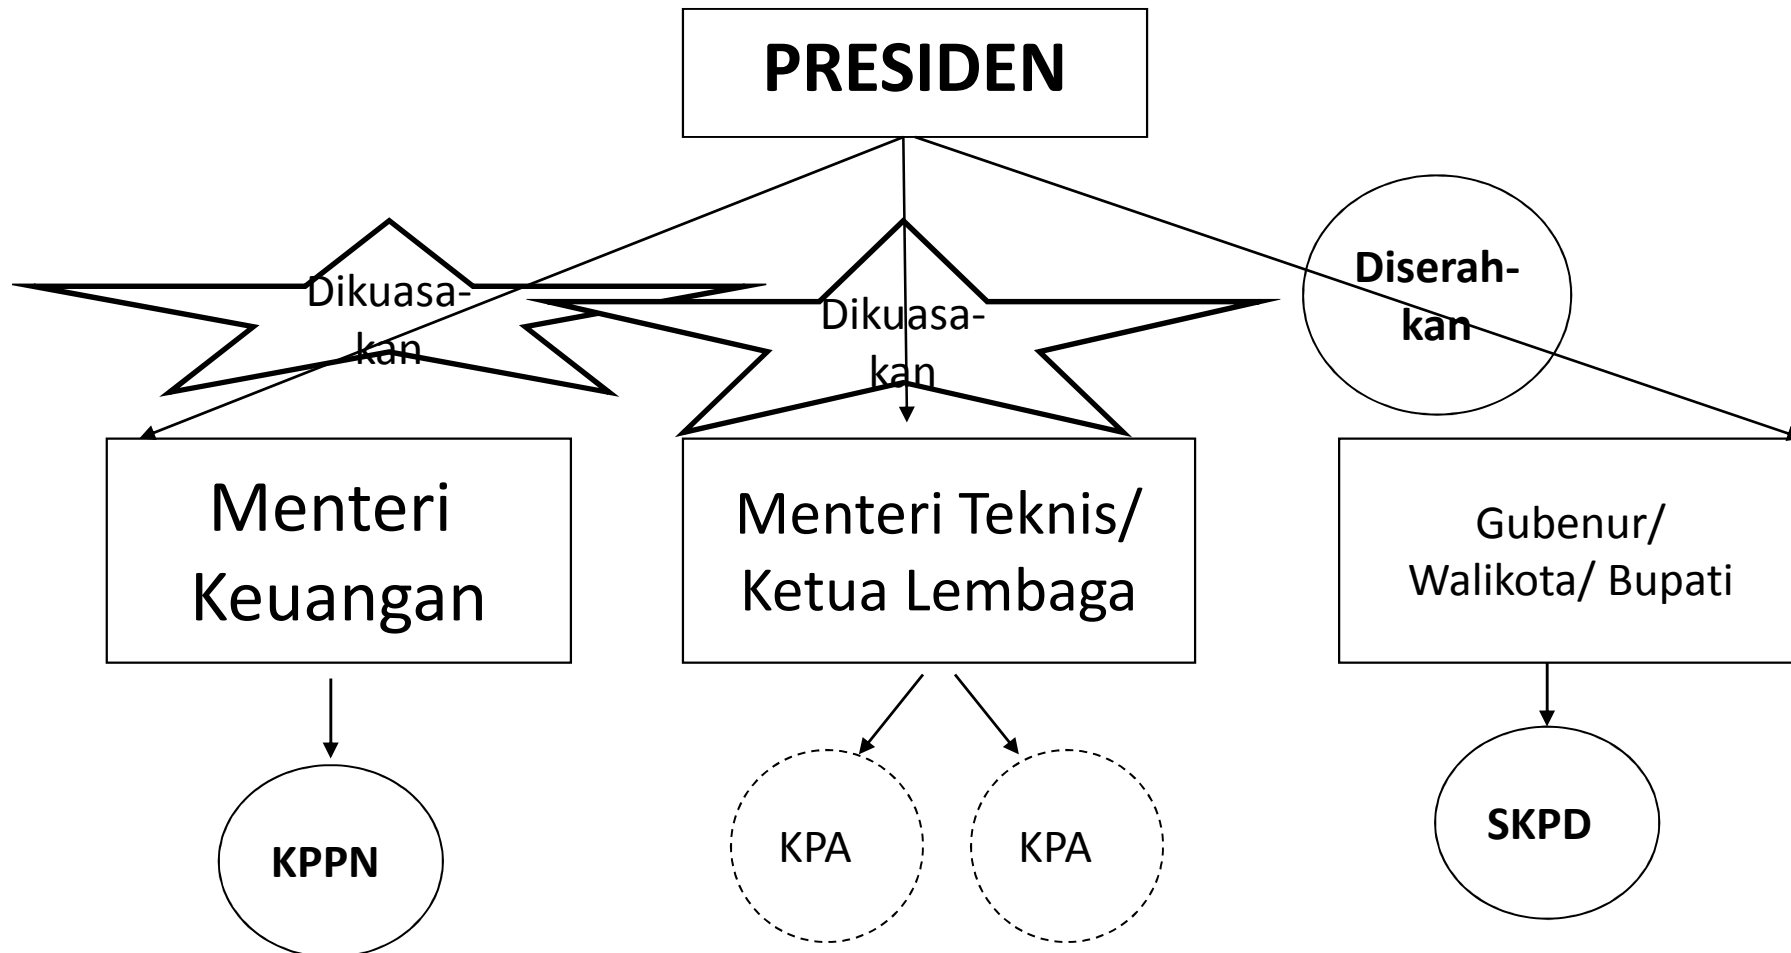 PRESIDEN
Dikuasa-
kan
Dikuasa-
kan
Diserah-
kan
Menteri
Keuangan
Menteri Teknis/
Ketua Lembaga
Gubenur/
Walikota/ Bupati
KPPN
KPA
KPA
SKPD